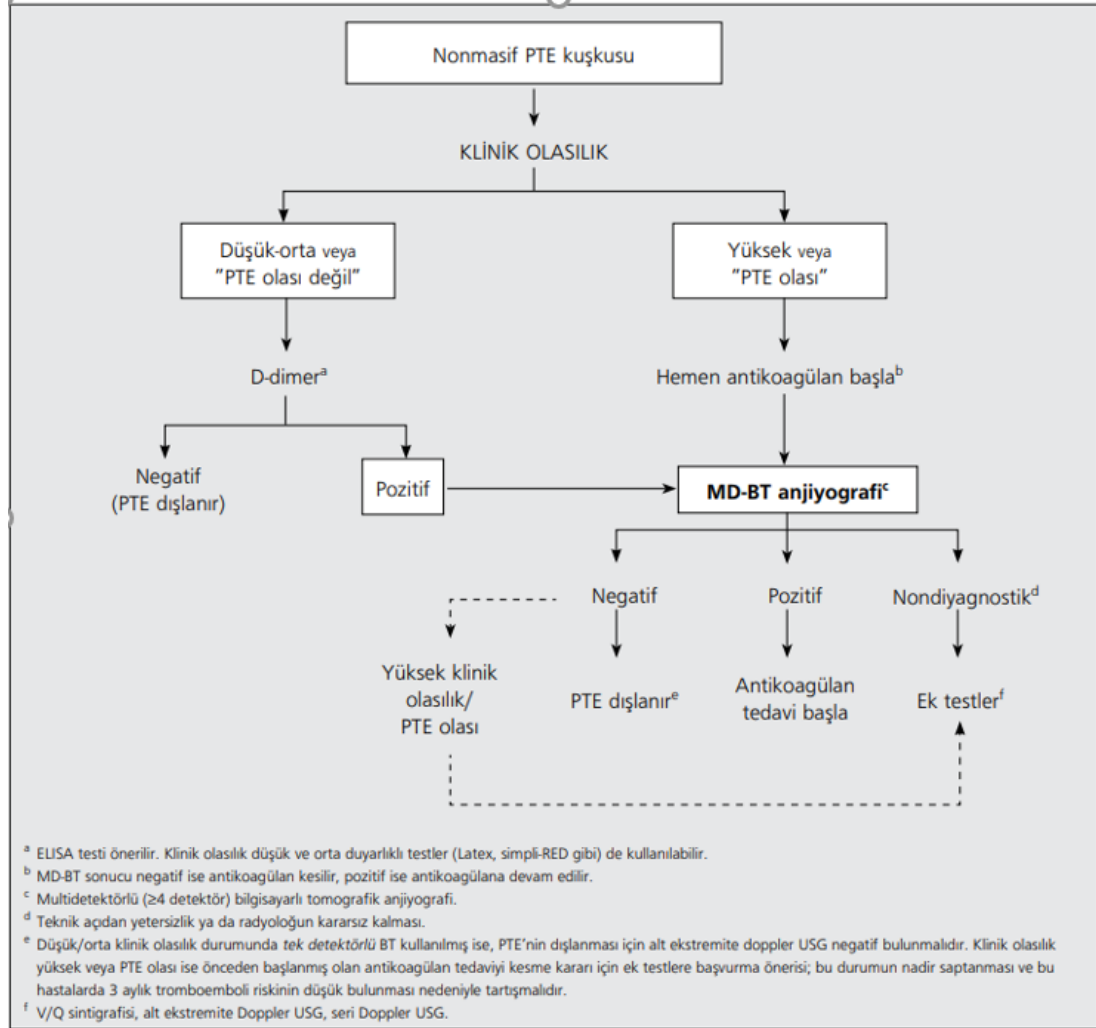 Nonmasif PTE kuşkusu
KLİNİK OLASILIK
Düşük-orta veya
"PTE olası değil"
Yüksek veya
"PTE olası"
D-dimerᵃ
Hemen antikoagülan başlaᵇ
Negatif
(PTE dışlanır)
Pozitif
MD-BT anjiyografiᶜ
Negatif
Pozitif
Nondiyagnostikᵈ
Yüksek klinik
olasılık/
PTE olası
PTE dışlanırᵉ
Antikoagülan
tedavi başla
Ek testlerᶠ
ᵃ ELISA testi önerilir. Klinik olasılık düşük ve orta duyarlıklı testler (Latex, simpli-RED gibi) de kullanılabilir.
ᵇ MD-BT sonucu negatif ise antikoagülan kesilir, pozitif ise antikoagülana devam edilir.
ᶜ Multidetektörlü (≥4 detektör) bilgisayarlı tomografik anjiyografi.
ᵈ Teknik açıdan yetersizlik ya da radyoloğun kararsız kalması.
ᵉ Düşük/orta klinik olasılık durumunda tek detektörlü BT kullanılmış ise, PTE'nin dışlanması için alt ekstremite doppler USG negatif bulunmalıdır. Klinik olasılık
yüksek veya PTE olası ise önceden başlanmış olan antikoagülan tedaviyi kesme kararı için ek testlere başvurma önerisi; bu durumun nadir saptanması ve bu
hastalarda 3 aylık tromboemboli riskinin düşük bulunması nedeniyle tartışmalıdır.
ᶠ V/Q sintigrafisi, alt ekstremite Doppler USG, seri Doppler USG.